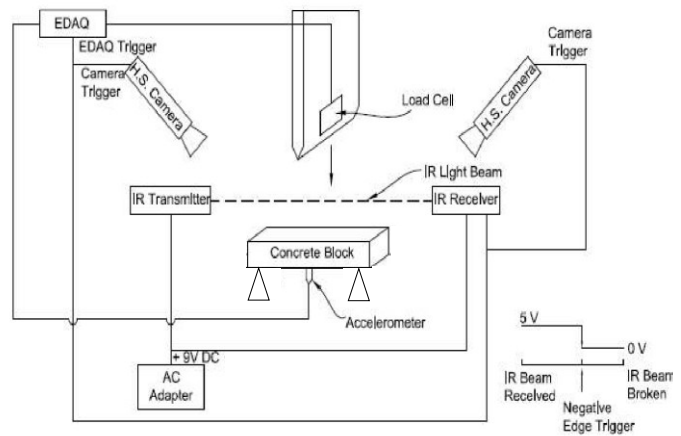 EDAQ
EDAQ Trigger
Camera
Trigger
H.S. Camera
Load Cell
Camera
Trigger
H.S. Camera
IR Light Beam
IR Transmitter
IR Receiver
Concrete Block
Accelerometer
+ 9V DC
AC
Adapter
5 V
0 V
IR Beam
Received
IR Beam
Broken
Negative
Edge Trigger